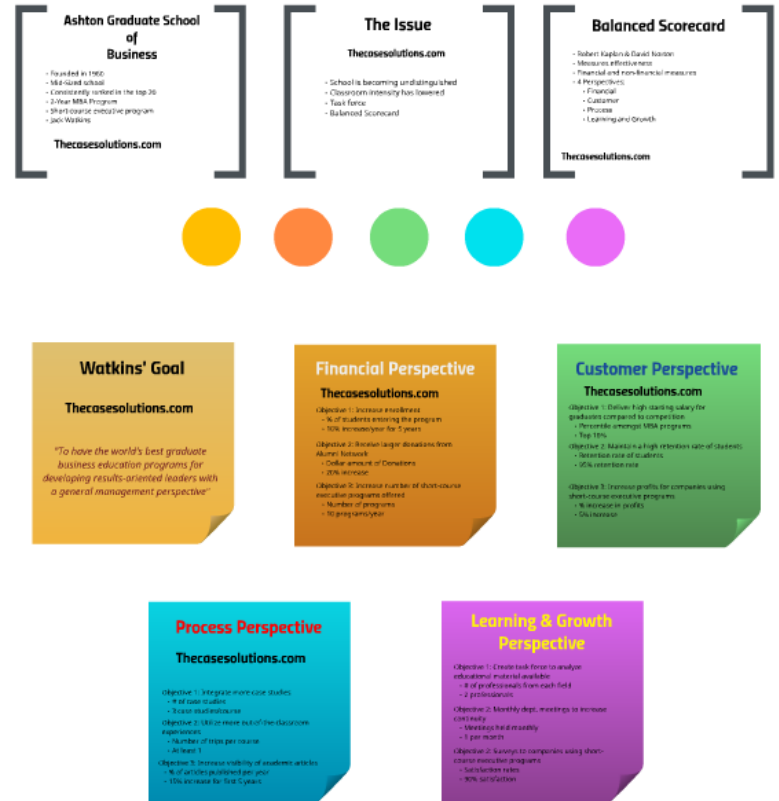 Ashton Graduate School
of
Business
- Founded in 1966
- Mid-sized school
- Consistently ranked in the top 20
- 2-Year MBA Program
- Short-course executive program
- Jack Watkins
Thecasesolutions.com
The Issue
Thecasesolutions.com
- School is becoming undistinguished
- Classroom intensity has lowered
- Task force
- Balanced Scorecard
Balanced Scorecard
- Robert Kaplan & David Norton
- Measures effectiveness
- Financial and non-financial measures
- 4 Perspectives:
- Financial
- Customer
- Process
- Learning and Growth
Thecasesolutions.com
Watkins' Goal
Thecasesolutions.com
"To have the world's best graduate
business education programs for
developing results-oriented leaders with
a general management perspective"
Financial Perspective
Thecasesolutions.com
Objective 1: Increase enrollment
- % of students entering the program
- 10% increase/year for 5 years
Objective 2: Receive larger donations from
Alumni Network
- Dollar amount of Donations
- 20% increase
Objective 3: Increase number of short-course
executive programs offered
- Number of programs
- 10 programs/year
Customer Perspective
Thecasesolutions.com
Objective 1: Deliver high starting salary for
graduates compared to competition
- Percentile amongst MBA programs
- Top 10%
Objective 2: Maintain a high retention rate of students
- Retention rate of students
- 95% retention rate
Objective 3: Increase profits for companies using
short-course executive programs
- % increase in profits
- 5% increase
Process Perspective
Thecasesolutions.com
Objective 1: Integrate more case studies
- # of case studies
- 3 case studies/course
Objective 2: Utilize more out-of-the-classroom
experiences
- Number of trips per course
- At least 1
Objective 3: Increase visibility of academic articles
- % of articles published per year
- 15% increase for first 5 years
Learning & Growth
Perspective
Objective 1: Create task force to analyze
educational material available
- # of professionals from each field
- 2 professionals
Objective 2: Monthly dept. meetings to increase
continuity
- Meetings held monthly
- 1 per month
Objective 3: Surveys to companies using short-
course executive programs
- Satisfaction rates
- 90% satisfaction